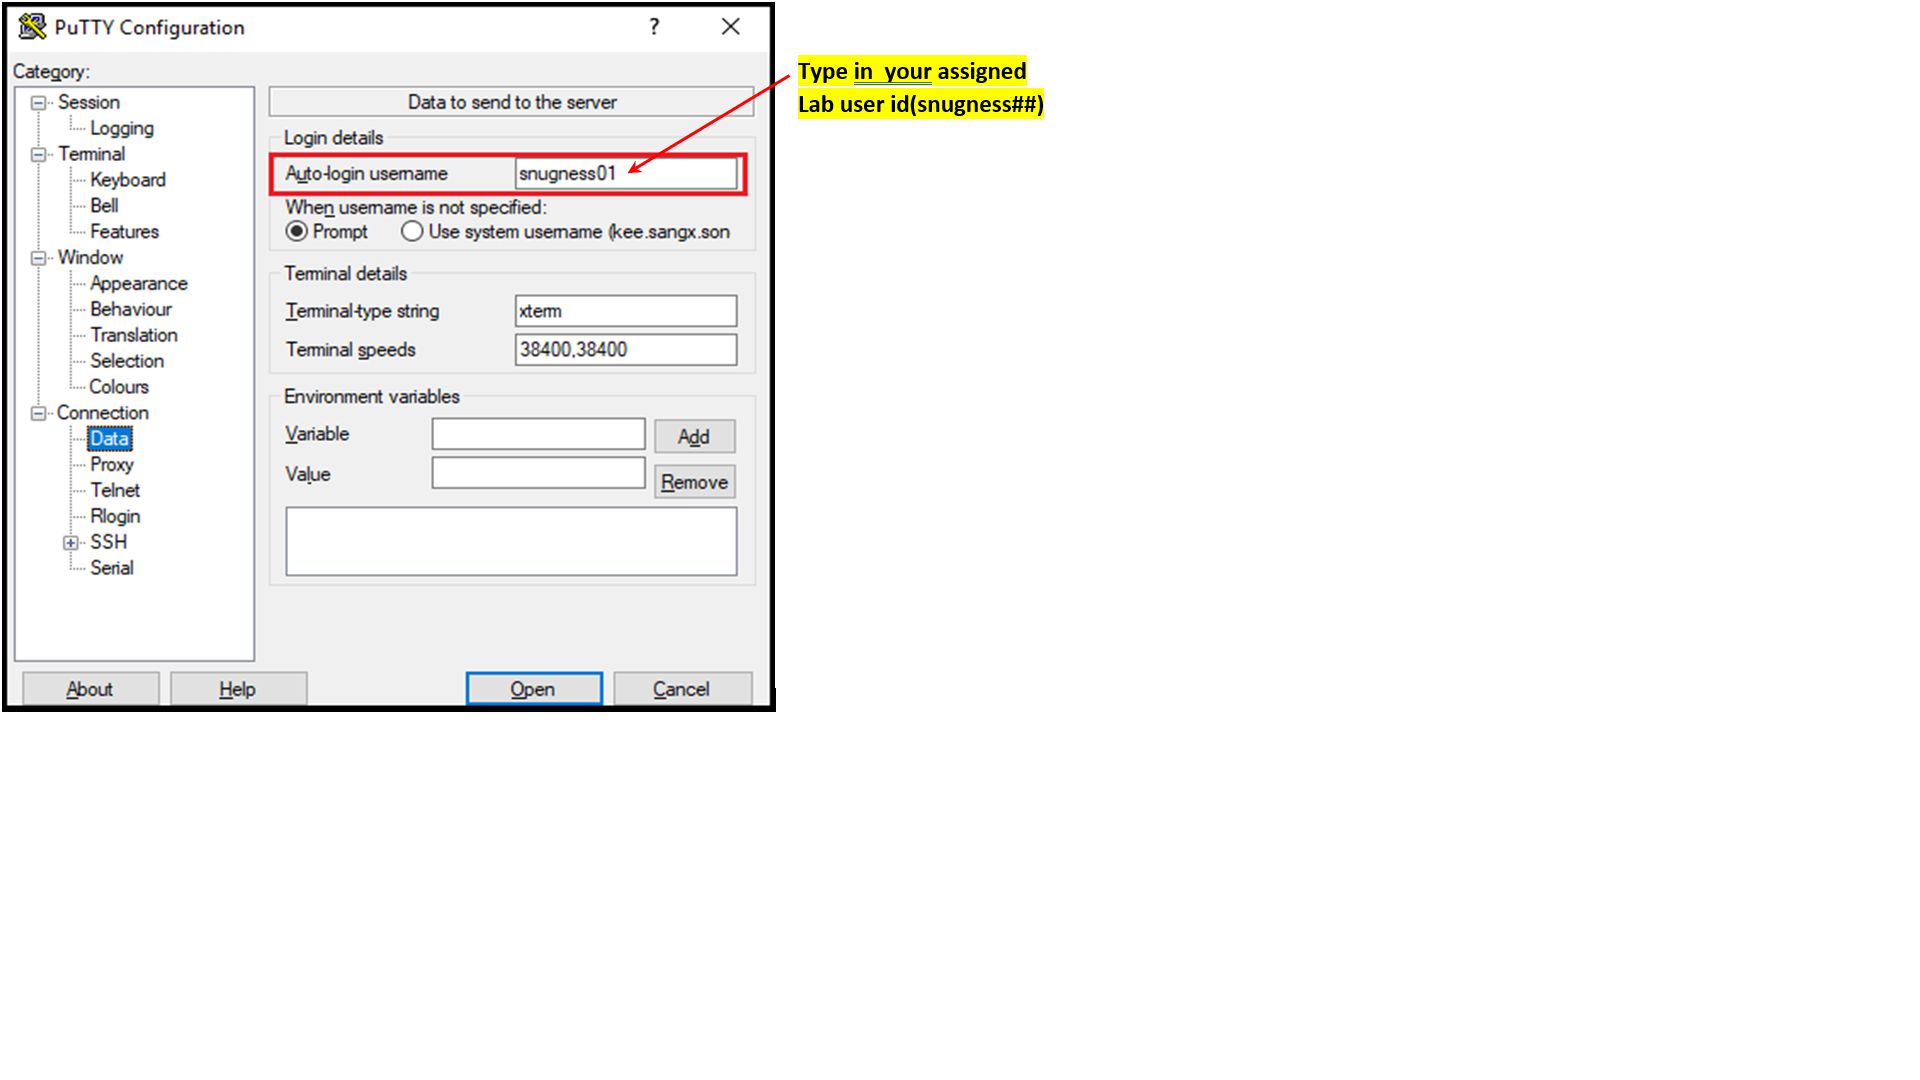 PuTTY Configuration
?
Category:
Session
Logging
Terminal
Keyboard
Bell
Features
Window
Appearance
Behaviour
Translation
Selection
Colours
Connection
Data
Proxy
Telnet
Rlogin
SSH
Serial
Data to send to the server
Login details
Auto-login username snugness01
When username is not specified:
Prompt Use system username (kee.sangx.son
Terminal details
Terminal-type string xterm
Terminal speeds 38400,38400
Environment variables
Variable Add
Value Remove
About Help Open Cancel
Type in your assigned
Lab user id(snugness##)